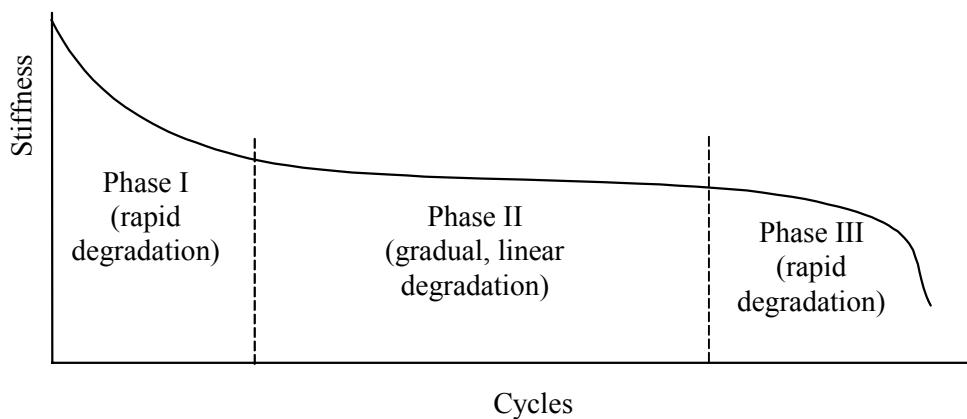 Stiffness
Phase I
(rapid
degradation)
Phase II
(gradual, linear
degradation)
Phase III
(rapid
degradation)
Cycles